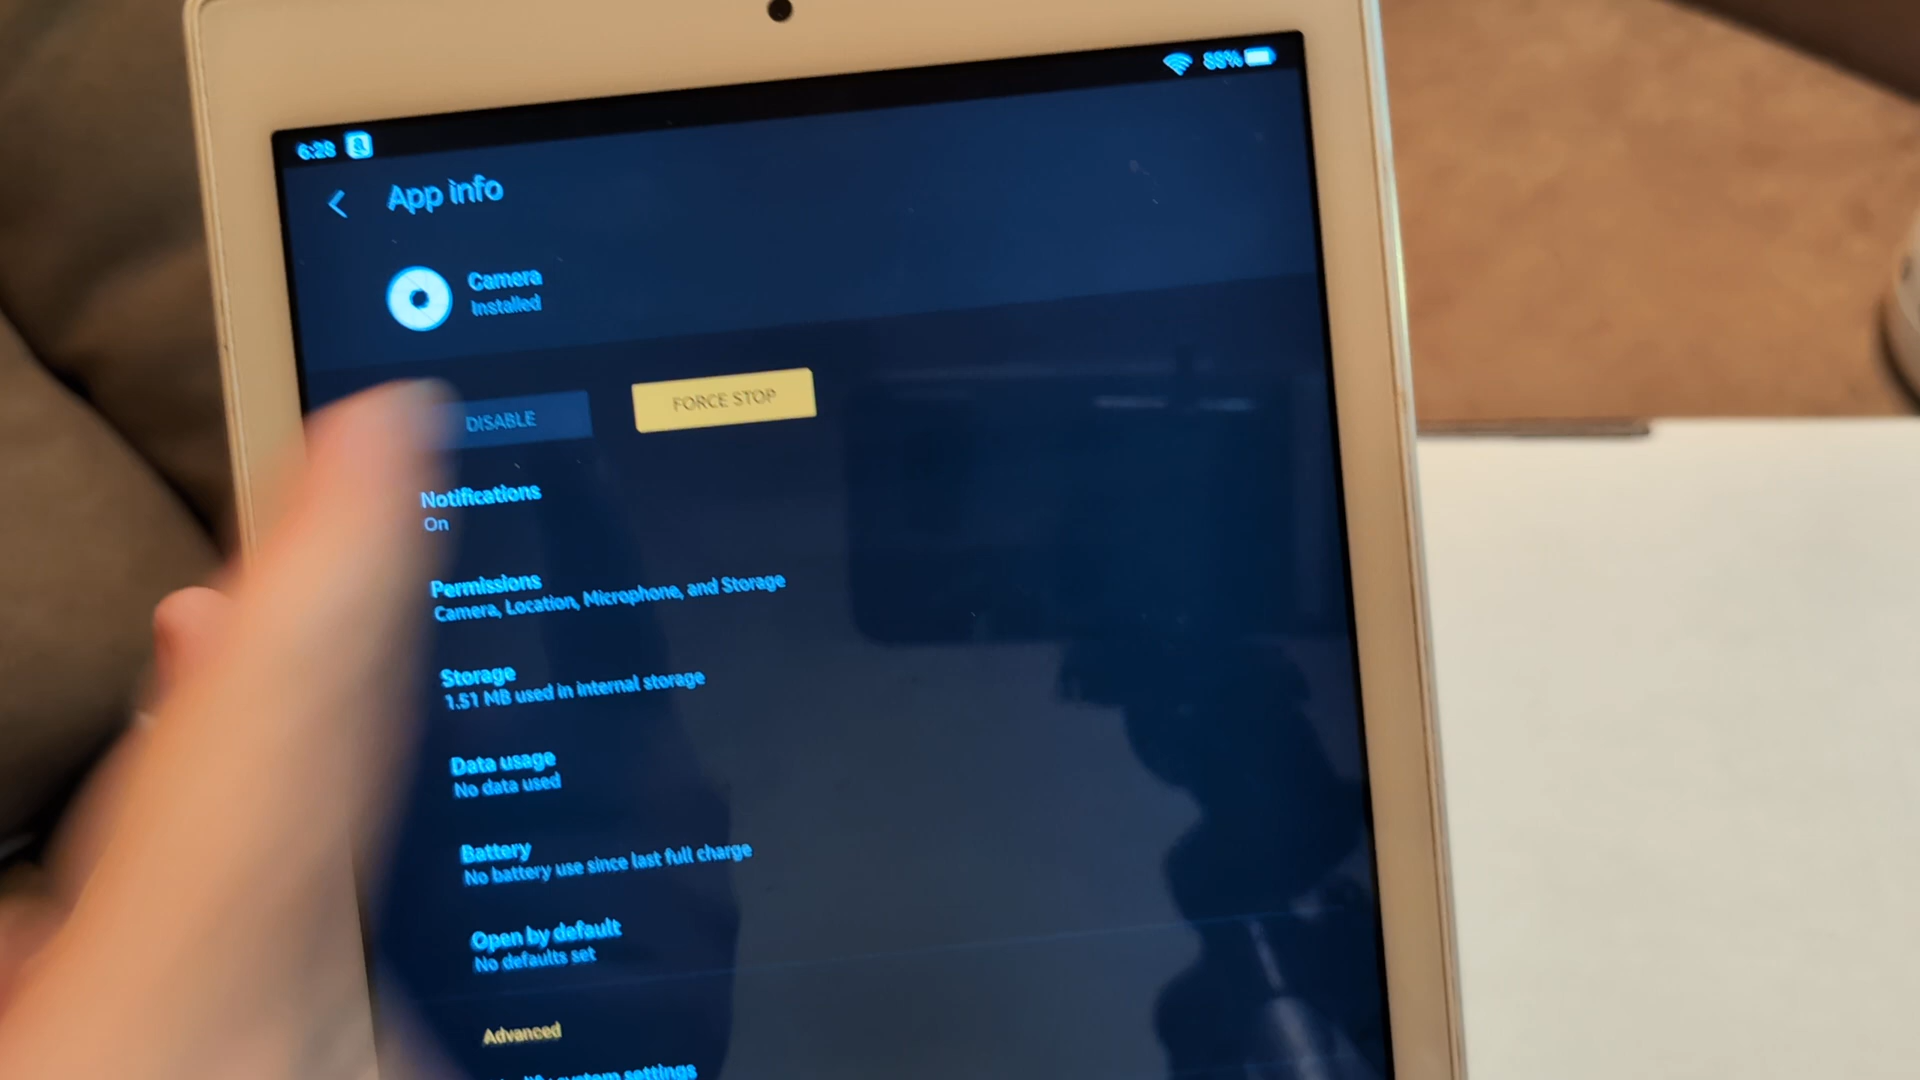 88%
6:28
App info
Camera
Installed
DISABLE
FORCE STOP
Notifications
On
Permissions
Camera, Location, Microphone, and Storage
Storage
1.51 MB used in internal storage
Data usage
No data used
Battery
No battery use since last full charge
Open by default
No defaults set
Advanced
system settings